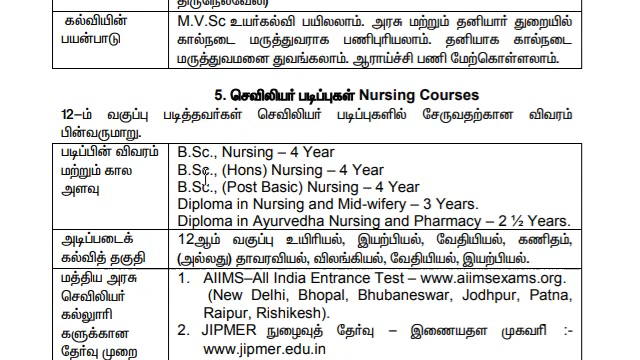 திருநெல்வேலி)
கல்வியின் பயன்பாடு
M.V.Sc உயர்கல்வி பயிலலாம். அரசு மற்றும் தனியார் துறையில்
கால்நடை மருத்துவராக பணிபுரியலாம். தனியாக கால்நடை
மருத்துவமனை துவங்கலாம். ஆராய்ச்சி பணி மேற்கொள்ளலாம்.
5. செவிலியர் படிப்புகள் Nursing Courses
12–ம் வகுப்பு படித்தவர்கள் செவிலியர் படிப்புகளில் சேருவதற்கான விவரம்
பின்வருமாறு.
படிப்பின் விவரம்
மற்றும் கால
அளவு
B.Sc., Nursing – 4 Year
B.Sc., (Hons) Nursing – 4 Year
B.Sc., (Post Basic) Nursing – 4 Year
Diploma in Nursing and Mid-wifery – 3 Years.
Diploma in Ayurvedha Nursing and Pharmacy – 2 ½ Years.
அடிப்படைக்
கல்வித் தகுதி
12ஆம் வகுப்பு உயிரியல், இயற்பியல், வேதியியல், கணிதம்,
(அல்லது) தாவரவியல், விலங்கியல், வேதியியல், இயற்பியல்.
மத்திய அரசு
செவிலியர்
கல்லூரி
களுக்கான
தேர்வு முறை
1. AIIMS–All India Entrance Test – www.aiimsexams.org.
(New Delhi, Bhopal, Bhubaneswar, Jodhpur, Patna,
Raipur, Rishikesh).
2. JIPMER நுழைவுத் தேர்வு – இணையதள முகவரி :-
www.jipmer.edu.in